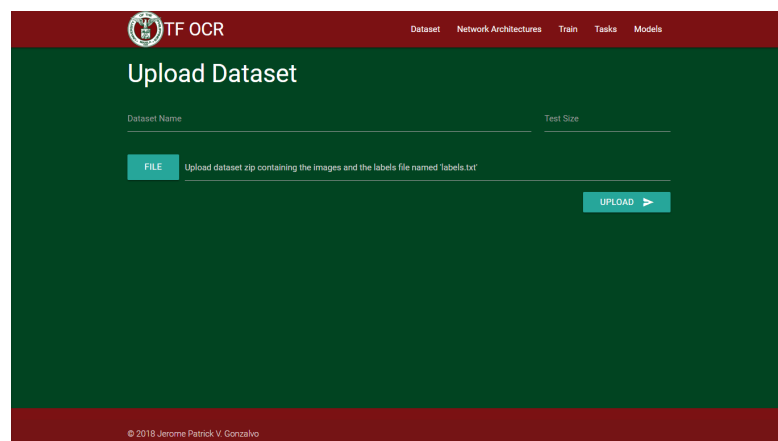 TF OCR
Dataset Network Architectures Train Tasks Models
Upload Dataset
Dataset Name Test Size
FILE Upload dataset zip containing the images and the labels file named 'labels.txt'
UPLOAD
© 2018 Jerome Patrick V. Gonzalvo